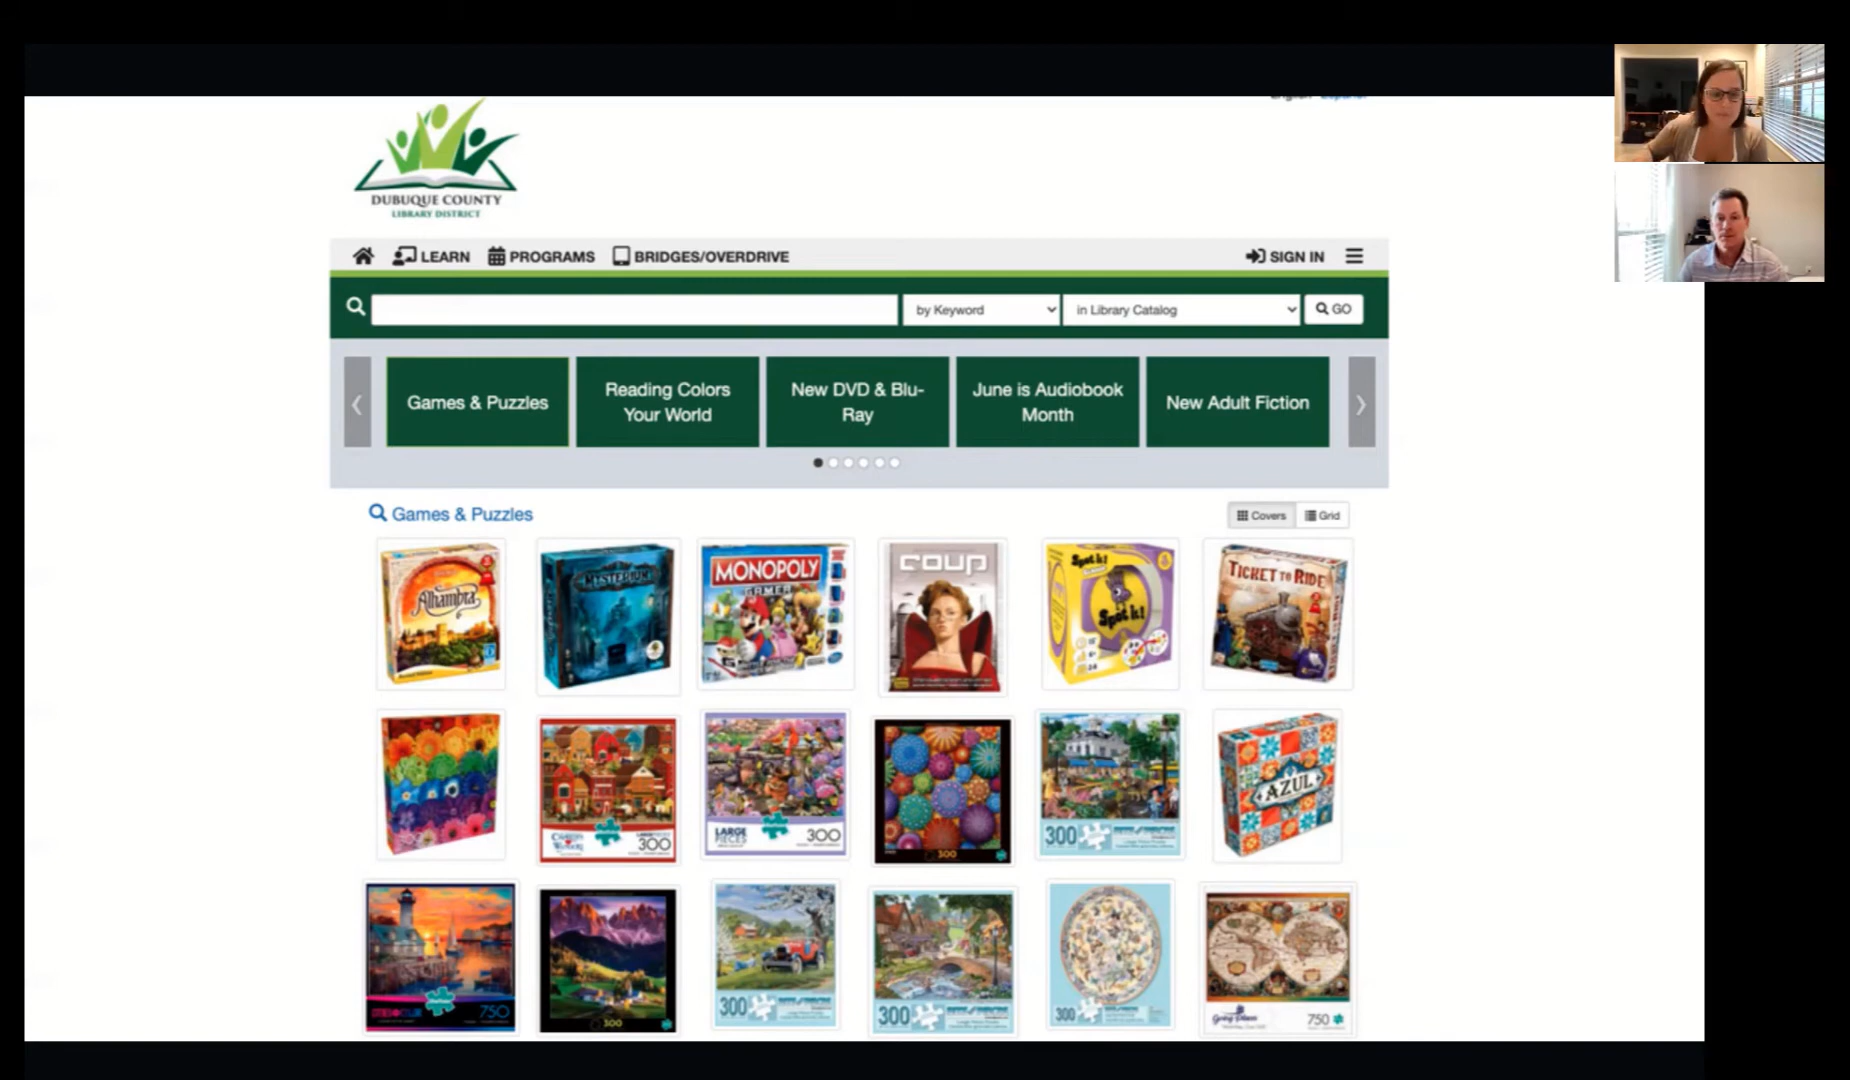 DUBUQUE COUNTY
LIBRARY DISTRICT
LEARN PROGRAMS BRIDGES/OVERDRIVE SIGN IN
by Keyword in Library Catalog GO
Games & Puzzles
Reading Colors
Your World
New DVD & Blu-
Ray
June is Audiobook
Month
New Adult Fiction
Games & Puzzles
Covers Grid
Alhambra
MYSTERIUM
MONOPOLY
GAMER
COUP
Spot it!
Spot it!
TICKET TO RIDE
300
LARGE
PIECES
300
300
300
AZUL
750
300
300
300
300
750